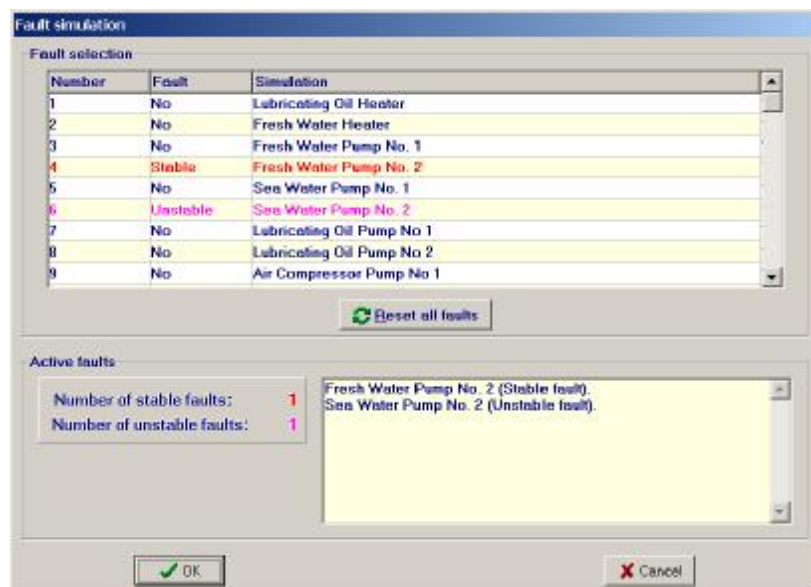 Fault simulation
Fault selection
Number Fault Simulation
1 No Lubricating Oil Heater
2 No Fresh Water Heater
3 No Fresh Water Pump No. 1
4 Stable Fresh Water Pump No. 2
5 No Sea Water Pump No. 1
6 Unstable Sea Water Pump No. 2
7 No Lubricating Oil Pump No 1
8 No Lubricating Oil Pump No 2
9 No Air Compressor Pump No 1
Reset all faults
Active faults
Number of stable faults: 1
Number of unstable faults: 1
Fresh Water Pump No. 2 (Stable fault).
Sea Water Pump No. 2 (Unstable fault).
OK
Cancel